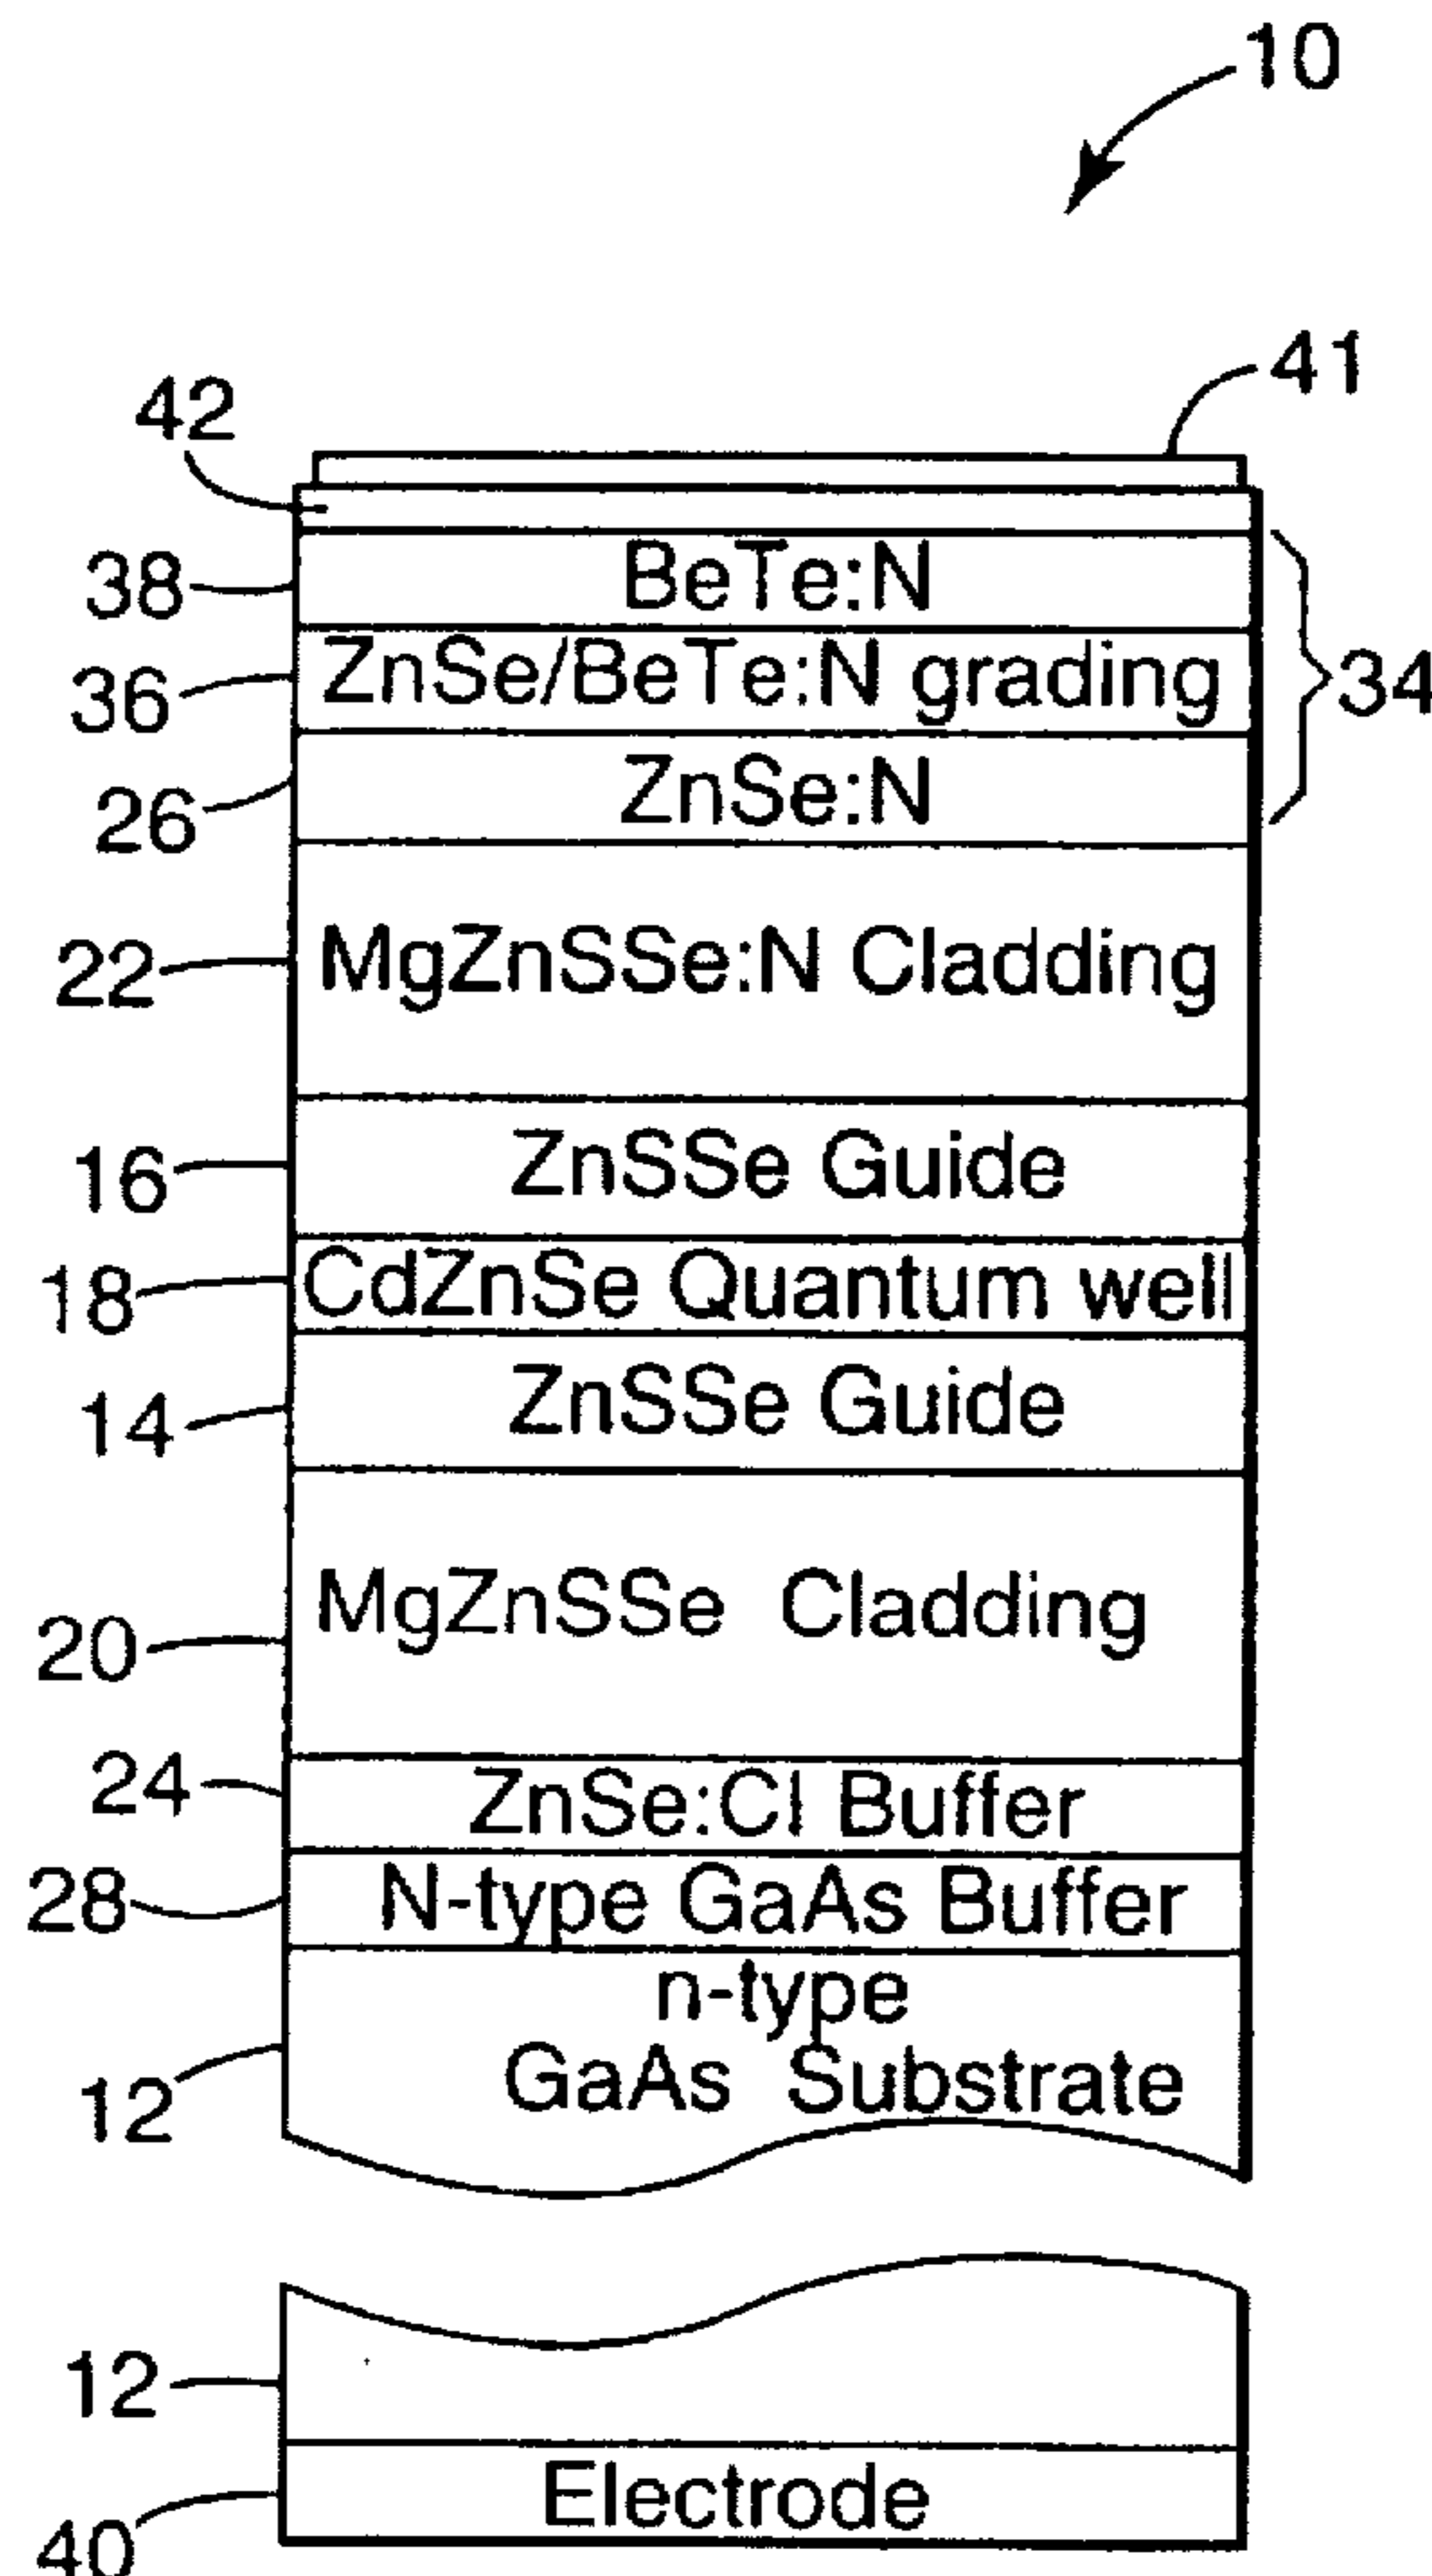 10
41
42
38
BeTe:N
36
ZnSe/BeTe:N grading
34
26
ZnSe:N
22
MgZnSSe:N Cladding
16
ZnSSe Guide
18
CdZnSe Quantum well
14
ZnSSe Guide
20
MgZnSSe Cladding
24
ZnSe:Cl Buffer
28
N-type GaAs Buffer
n-type
12
GaAs Substrate
12
40
Electrode